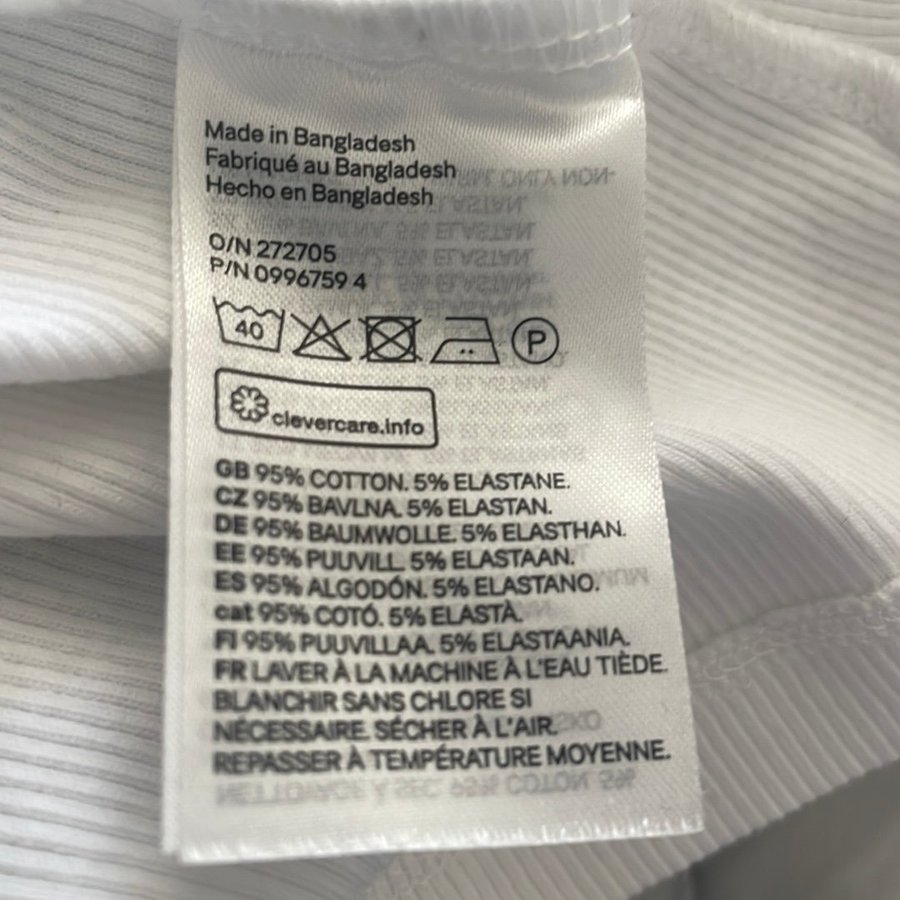 Made in Bangladesh
Fabriqué au Bangladesh
Hecho en Bangladesh
O/N 272705
P/N 0996759 4
40 P
clevercare.info
GB 95% COTTON. 5% ELASTANE.
CZ 95% BAVLNA. 5% ELASTAN.
DE 95% BAUMWOLLE. 5% ELASTHAN.
EE 95% PUUVILL. 5% ELASTAAN.
ES 95% ALGODÓN. 5% ELASTANO.
cat 95% COTÓ. 5% ELASTÀ.
FI 95% PUUVILLAA. 5% ELASTAANIA.
FR LAVER À LA MACHINE À L'EAU TIÈDE.
BLANCHIR SANS CHLORE SI
NÉCESSAIRE. SÉCHER À L'AIR.
REPASSER À TEMPÉRATURE MOYENNE.